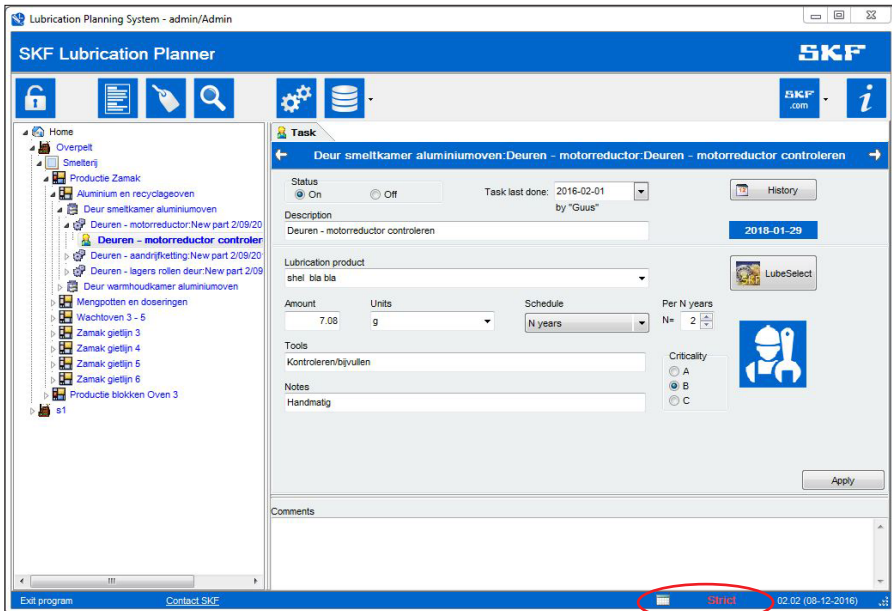 Lubrication Planning System - admin/Admin
SKF Lubrication Planner
SKF
SKF
.com
i
Home
Overpelt
Smelterij
Productie Zamak
Aluminium en recyclageoven
Deur smeltkamer aluminiumoven
Deuren - motorreductor:New part 2/09/20
Deuren - motorreductor controler
Deuren - aandrijfketting:New part 2/09/20
Deuren - lagers rollen deur:New part 2/09
Deur warmhoudkamer aluminiumoven
Mengpotten en doseringen
Wachtoven 3 - 5
Zamak gietlijn 3
Zamak gietlijn 4
Zamak gietlijn 5
Zamak gietlijn 6
Productie blokken Oven 3
s1
Task
Deur smeltkamer aluminiumoven:Deuren - motorreductor:Deuren - motorreductor controleren
Status
On Off
Task last done: 2016-02-01
by "Guus"
History
Description
Deuren - motorreductor controleren
2018-01-29
Lubrication product
shel bla bla
LubeSelect
Amount Units Schedule Per N years
7.08 g N years N= 2
Tools
Kontroleren/bijvullen
Criticality
A
B
C
Notes
Handmatig
Apply
Comments
Exit program Contact SKF Strict 02.02 (08-12-2016)